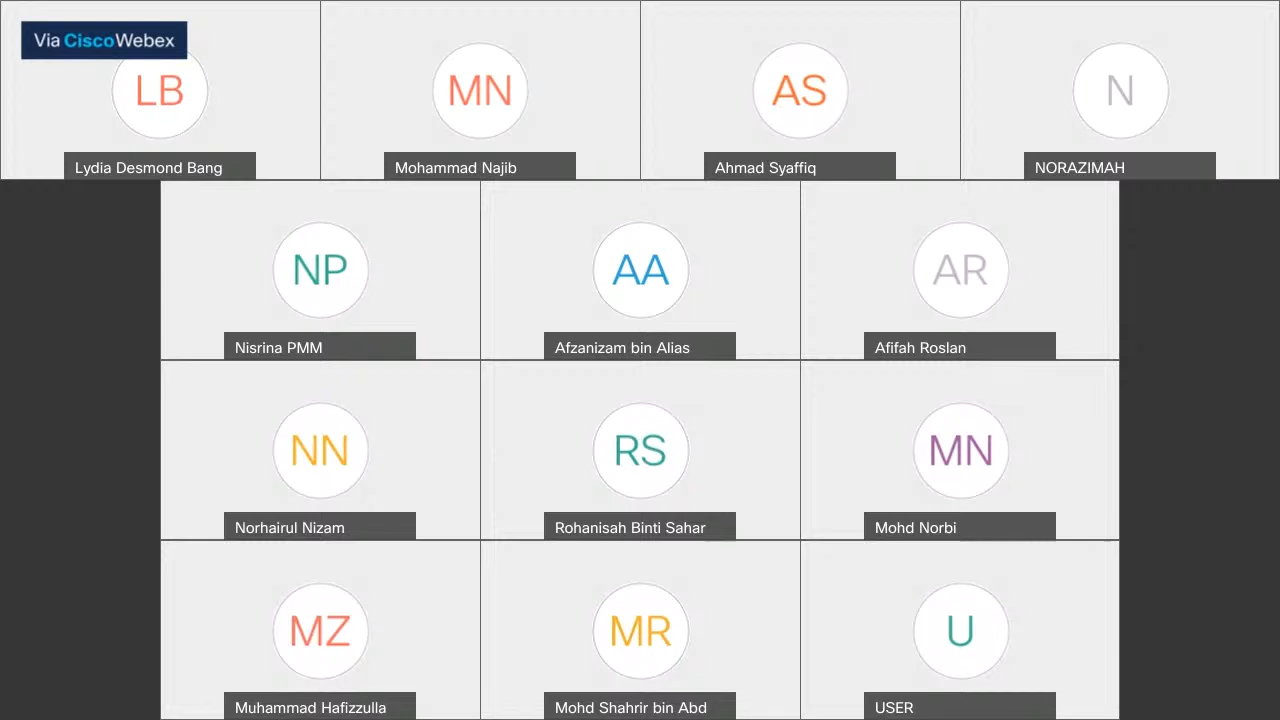 Via CiscoWebex
LB
MN
AS
N
Lydia Desmond Bang
Mohammad Najib
Ahmad Syaffiq
NORAZIMAH
NP
AA
AR
Nisrina PMM
Afzanizam bin Alias
Afifah Roslan
NN
RS
MN
Norhairul Nizam
Rohanisah Binti Sahar
Mohd Norbi
MZ
MR
U
Muhammad Hafizzulla
Mohd Shahrir bin Abd
USER